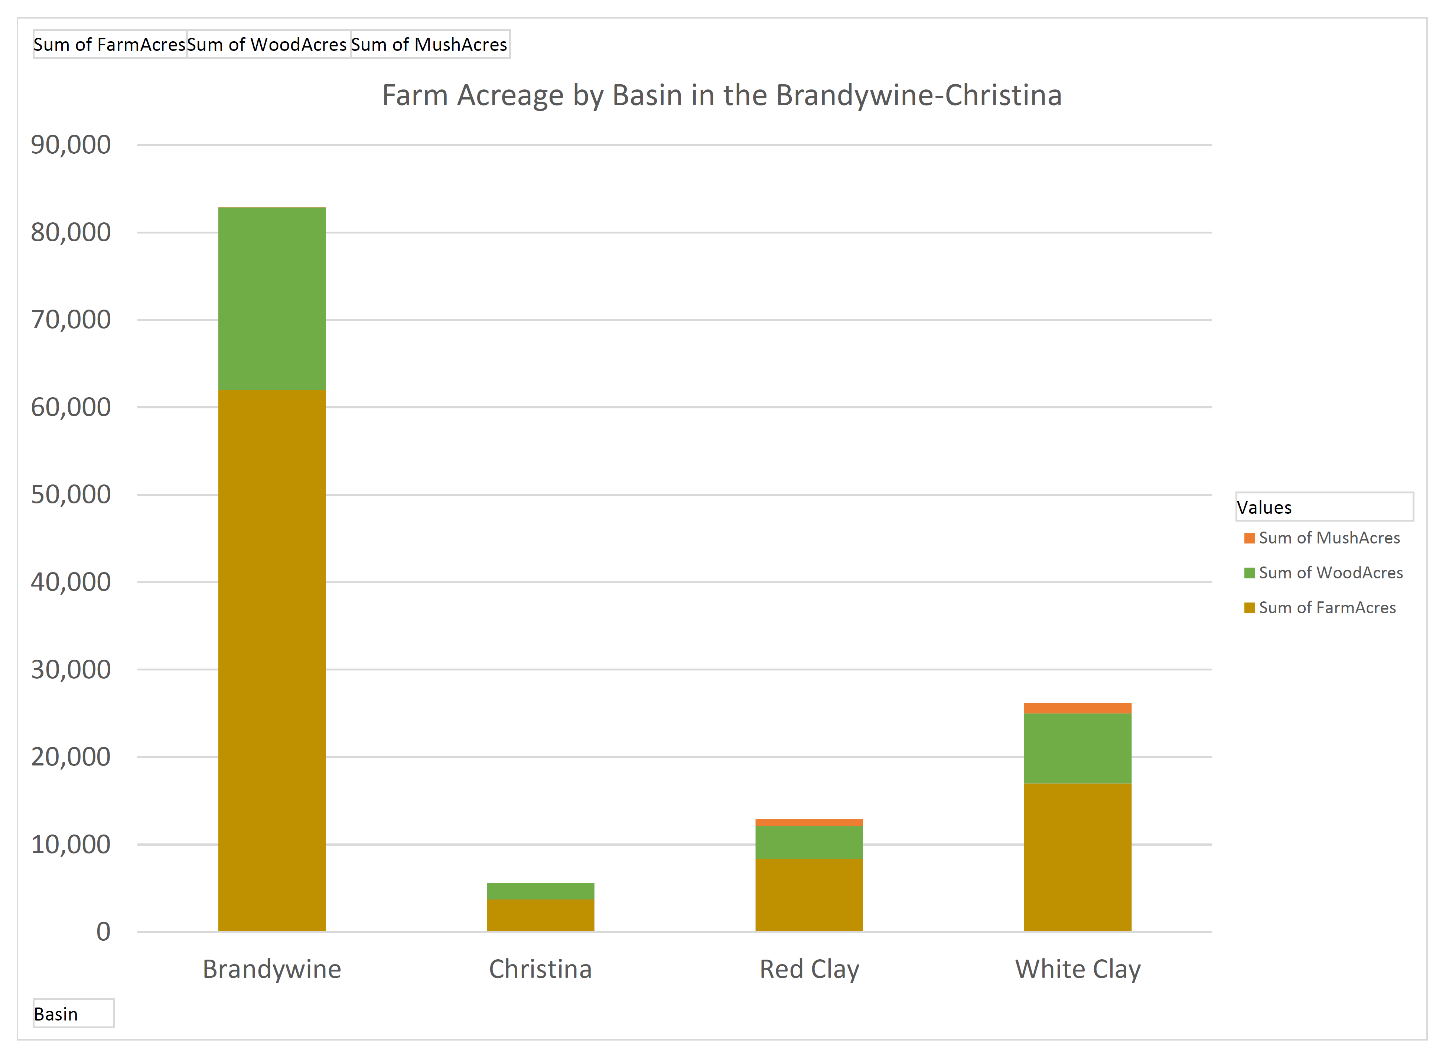 Sum of FarmAcres Sum of WoodAcres Sum of MushAcres
Farm Acreage by Basin in the Brandywine-Christina
90,000
80,000
70,000
60,000
50,000
40,000
30,000
20,000
10,000
0
Brandywine Christina Red Clay White Clay
Values
Sum of MushAcres
Sum of WoodAcres
Sum of FarmAcres
Basin